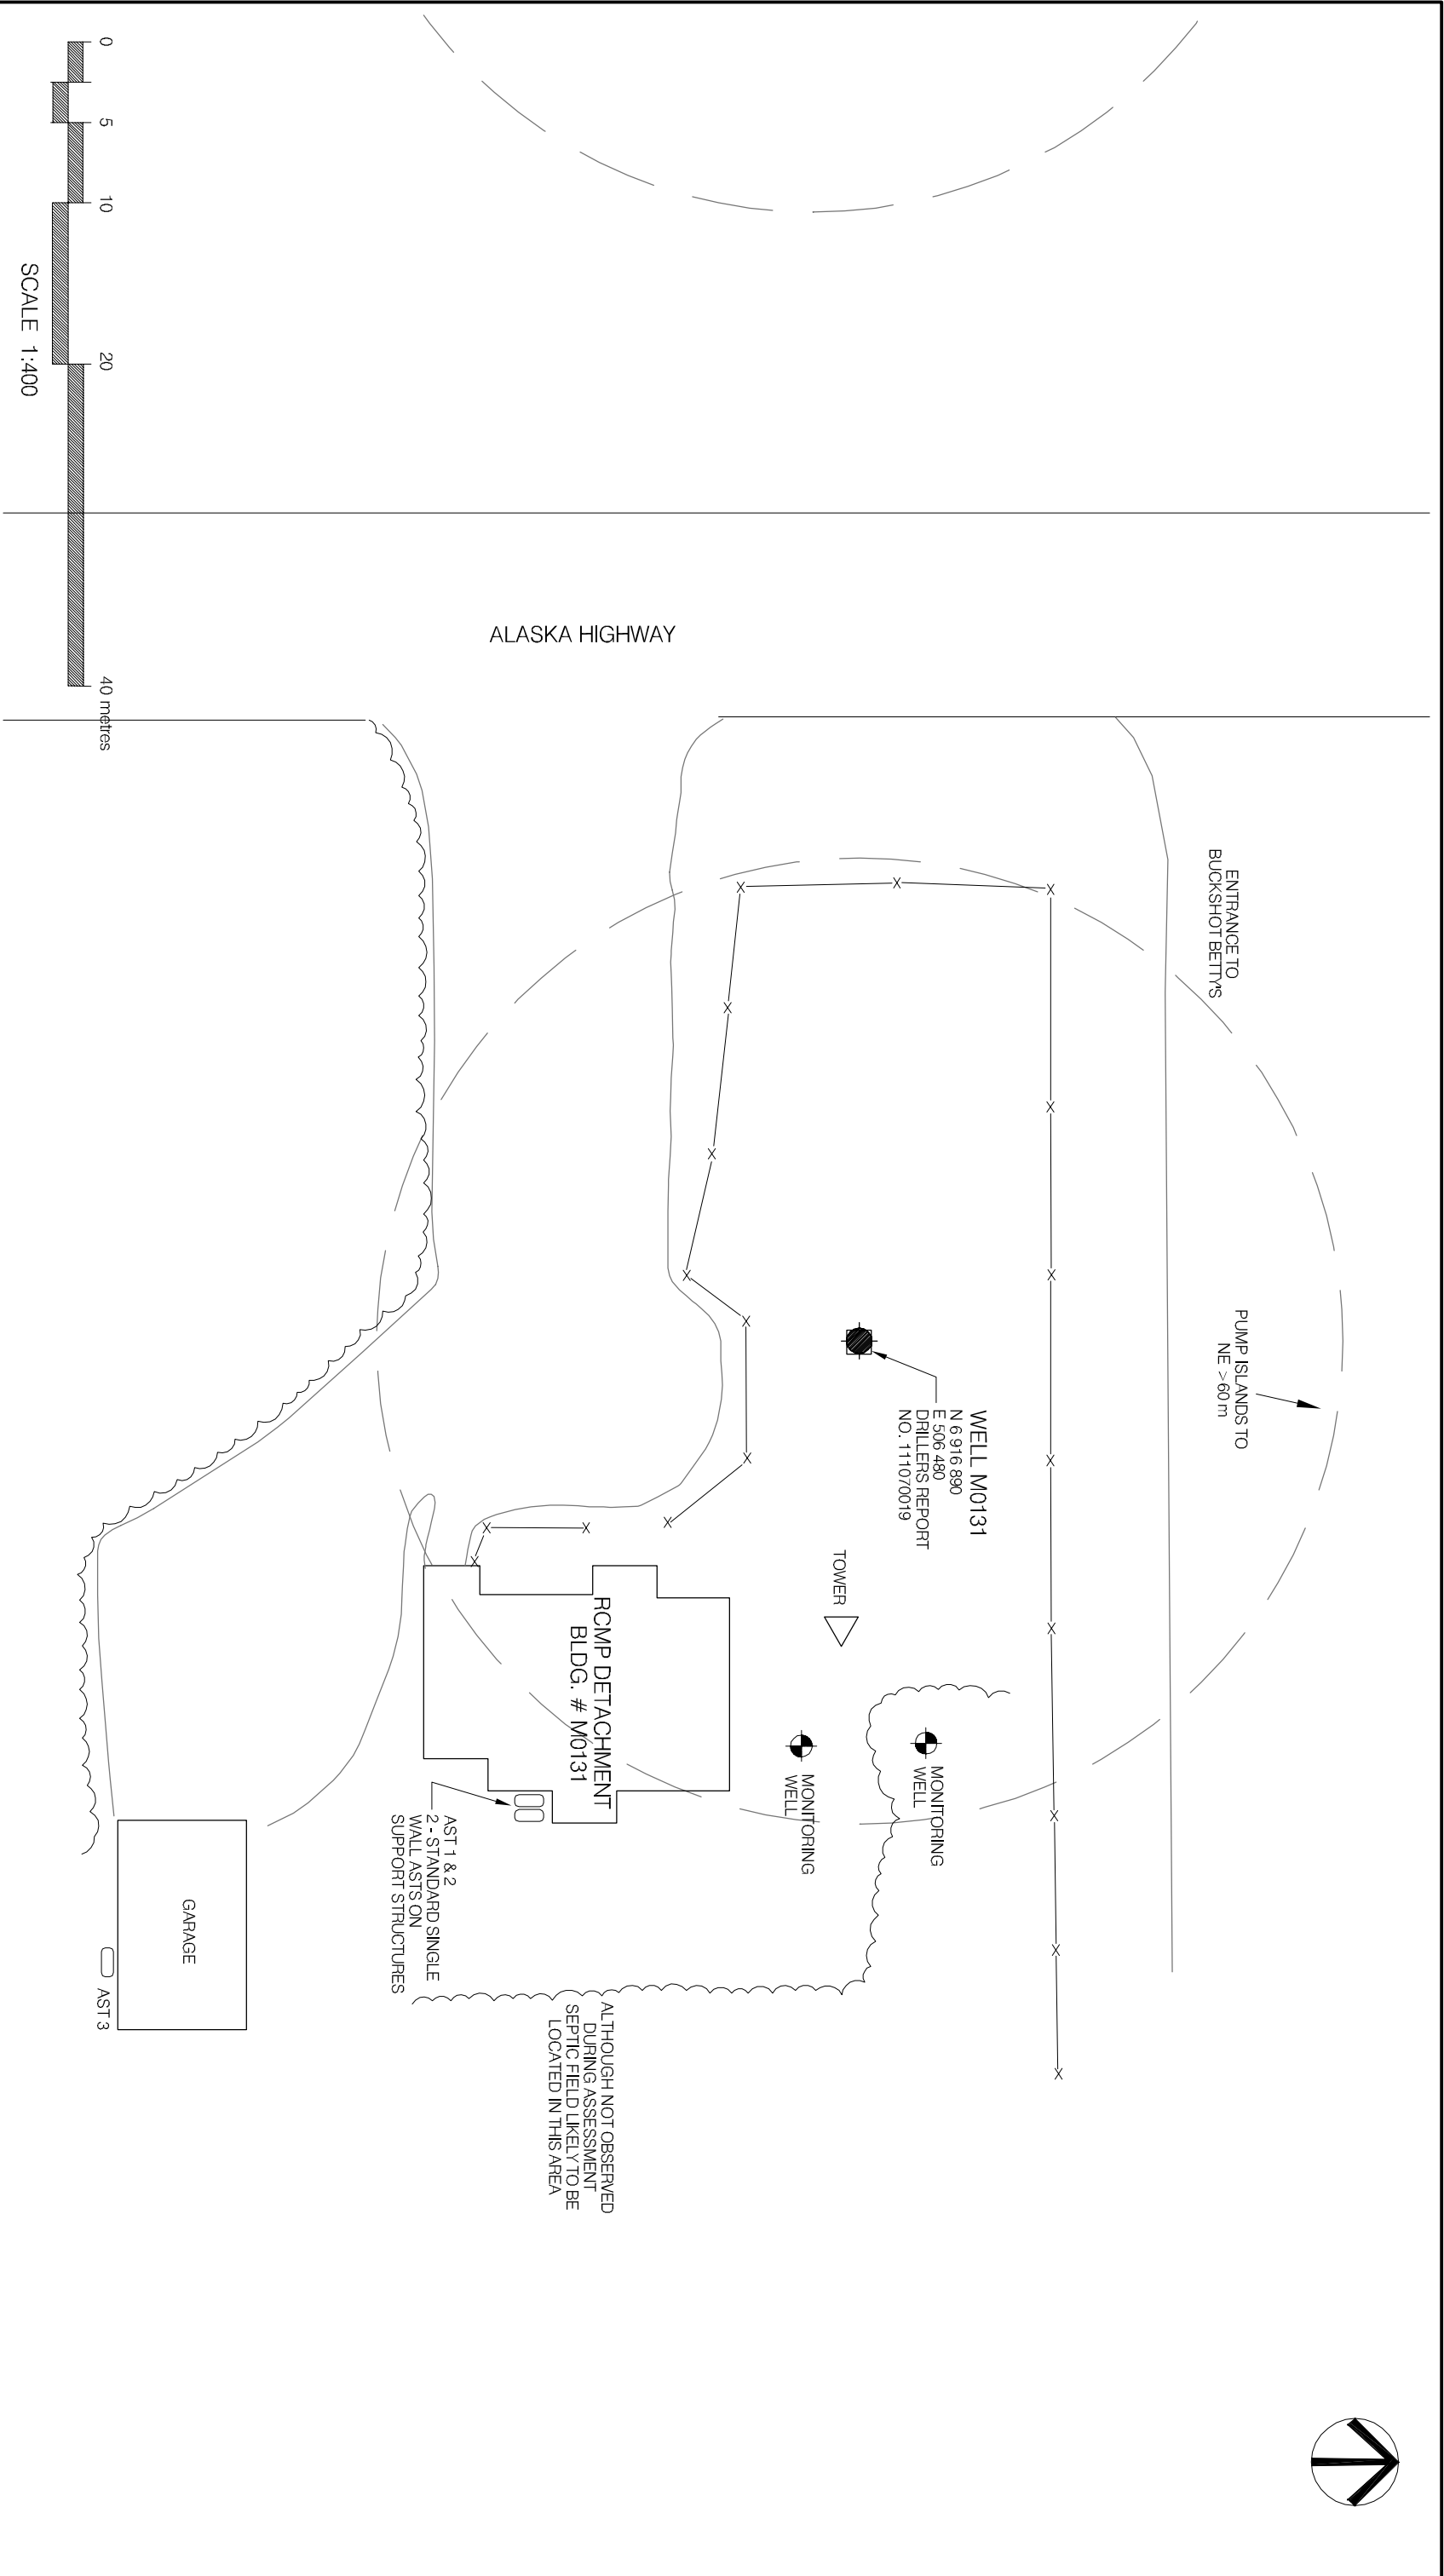 0
5
10
20
40 metres
SCALE 1:400
ALASKA HIGHWAY
ENTRANCE TO
BUCKSHOT BETTY'S
PUMP ISLANDS TO
NE >60 m
WELL M0131
N 6 916 890
E 506 480
DRILLERS REPORT
NO. 111070019
TOWER
MONITORING
WELL
MONITORING
WELL
RCMP DETACHMENT
BLDG. # M0131
AST 1 & 2
2 - STANDARD SINGLE
WALL ASTS ON
SUPPORT STRUCTURES
GARAGE
AST 3
ALTHOUGH NOT OBSERVED
DURING ASSESSMENT
SEPTIC FIELD LIKELY TO BE
LOCATED IN THIS AREA